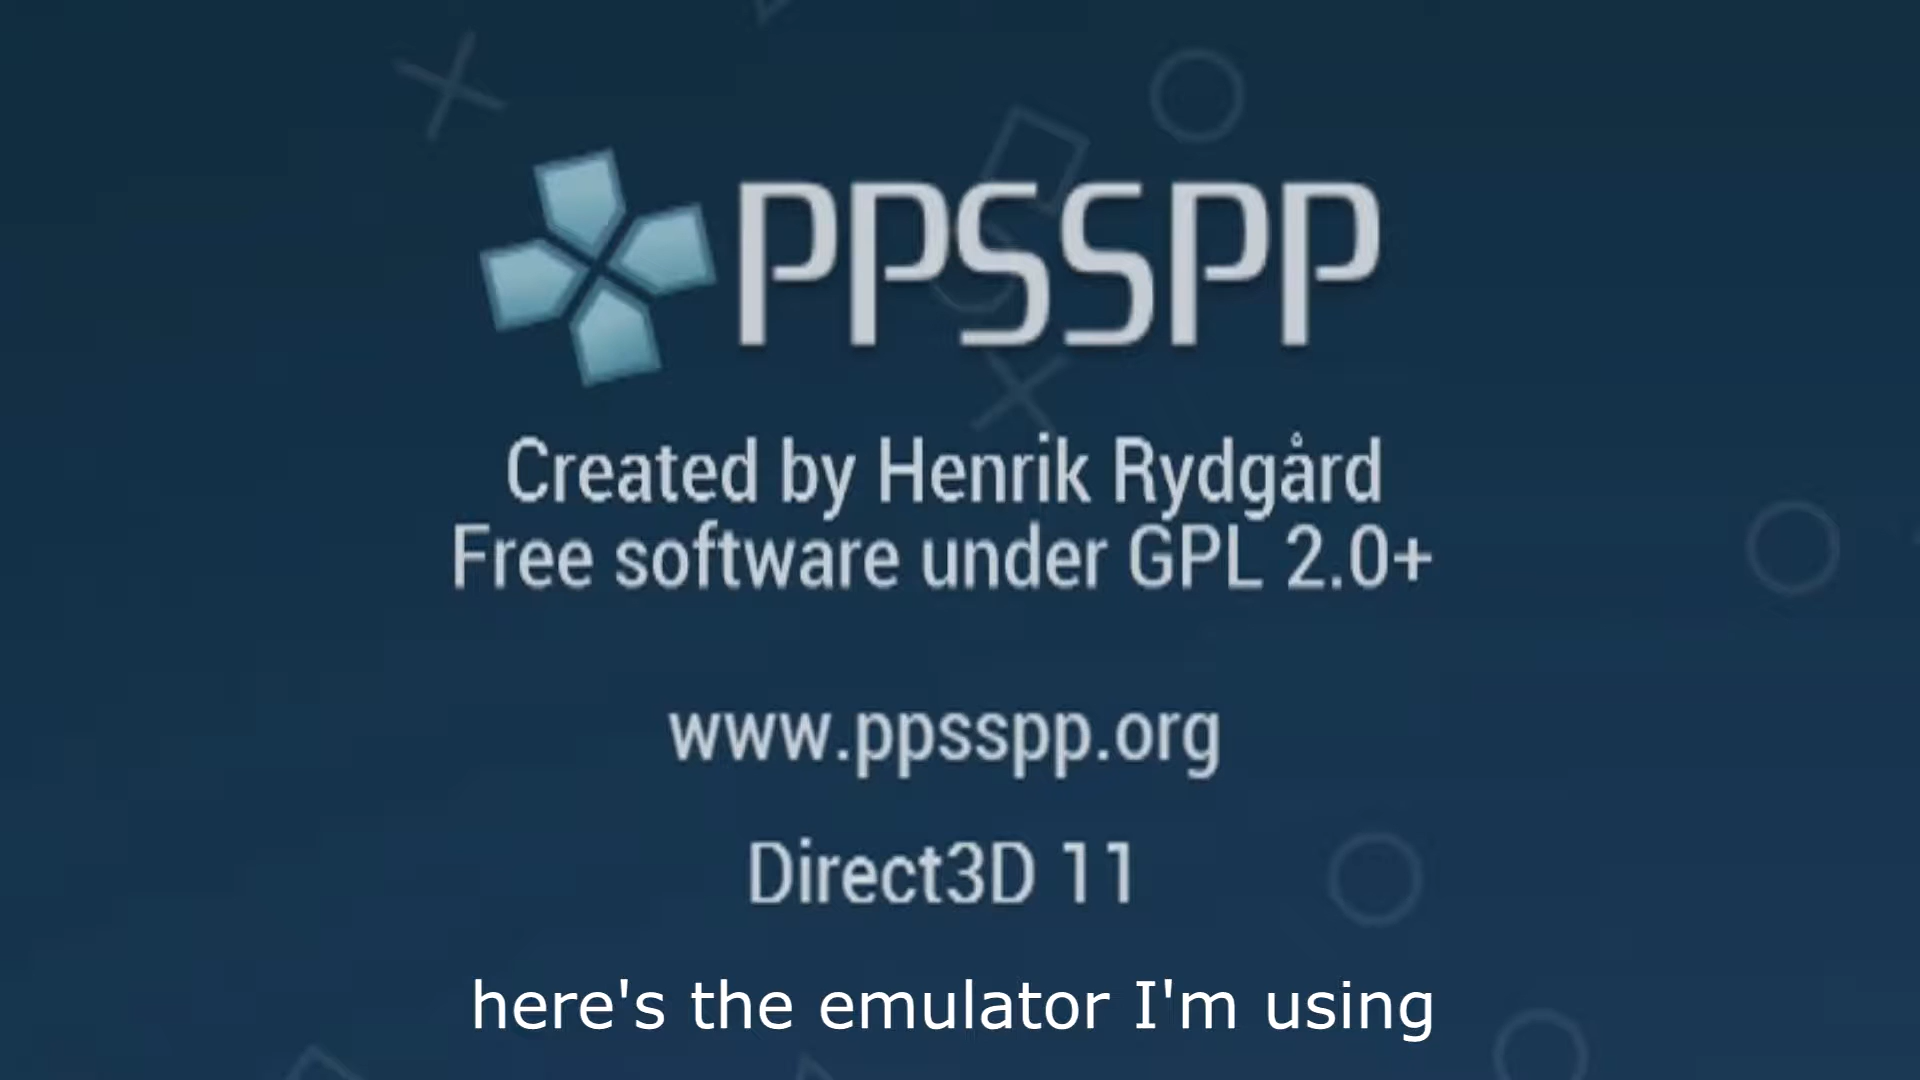 PPSSPP
Created by Henrik Rydgård
Free software under GPL 2.0+
www.ppsspp.org
Direct3D 11
here's the emulator I'm using